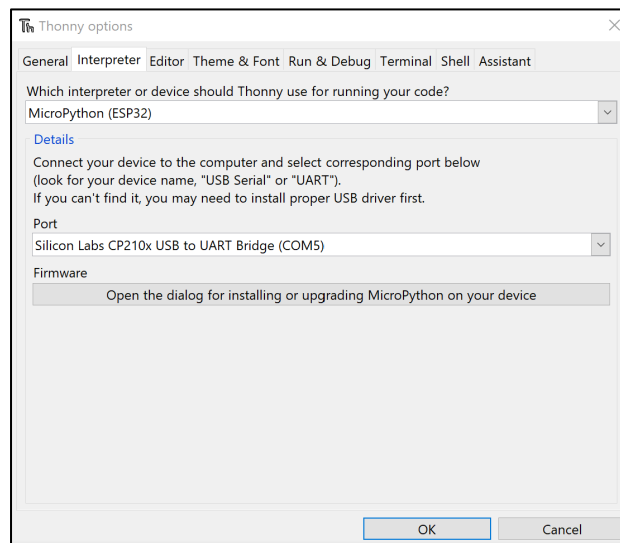 Thonny options
General Interpreter Editor Theme & Font Run & Debug Terminal Shell Assistant
Which interpreter or device should Thonny use for running your code?
MicroPython (ESP32)
Details
Connect your device to the computer and select corresponding port below
(look for your device name, "USB Serial" or "UART").
If you can't find it, you may need to install proper USB driver first.
Port
Silicon Labs CP210x USB to UART Bridge (COM5)
Firmware
Open the dialog for installing or upgrading MicroPython on your device
OK Cancel